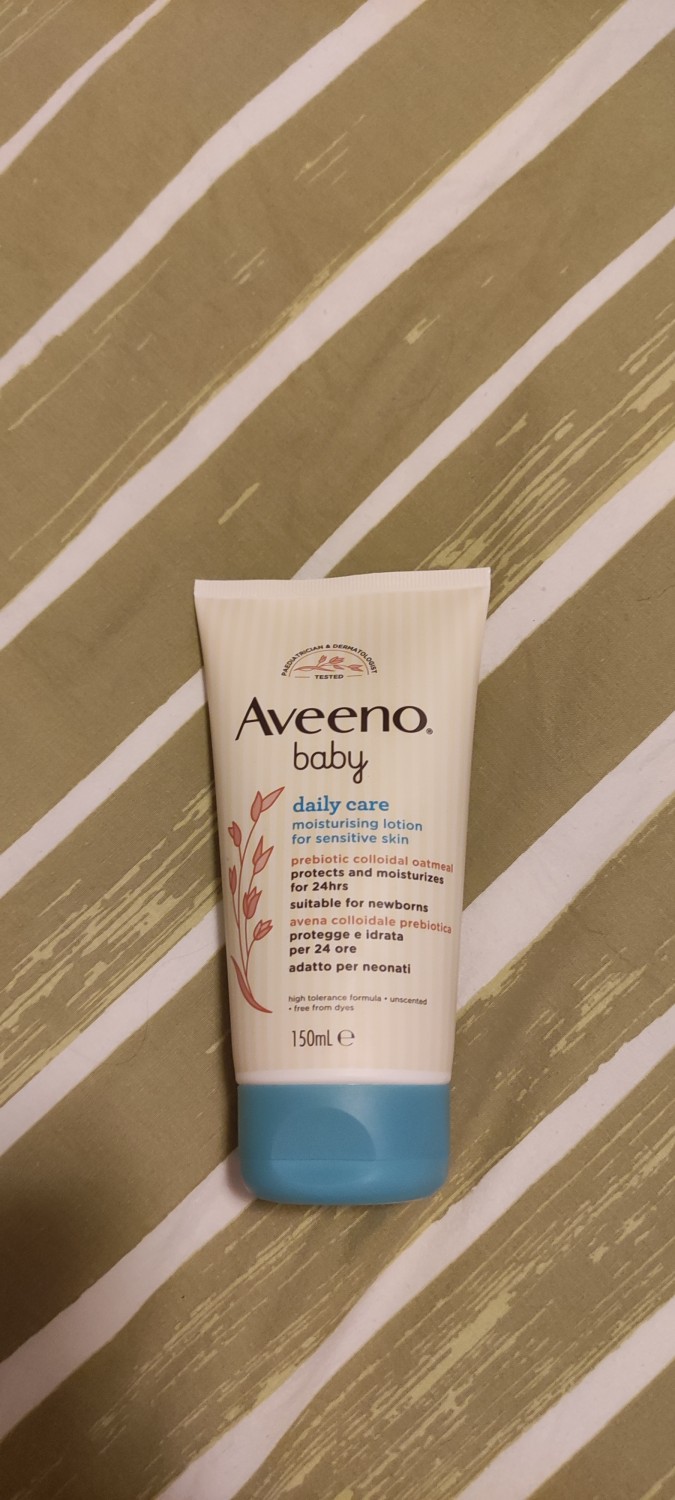 PAEDIATRICIAN & DERMATOLOGIST
TESTED
Aveeno®
baby
daily care
moisturising lotion
for sensitive skin
prebiotic colloidal oatmeal
protects and moisturizes
for 24hrs
suitable for newborns
avena colloidale prebiotica
protegge e idrata
per 24 ore
adatto per neonati
high tolerance formula • unscented
• free from dyes
150mL ℮